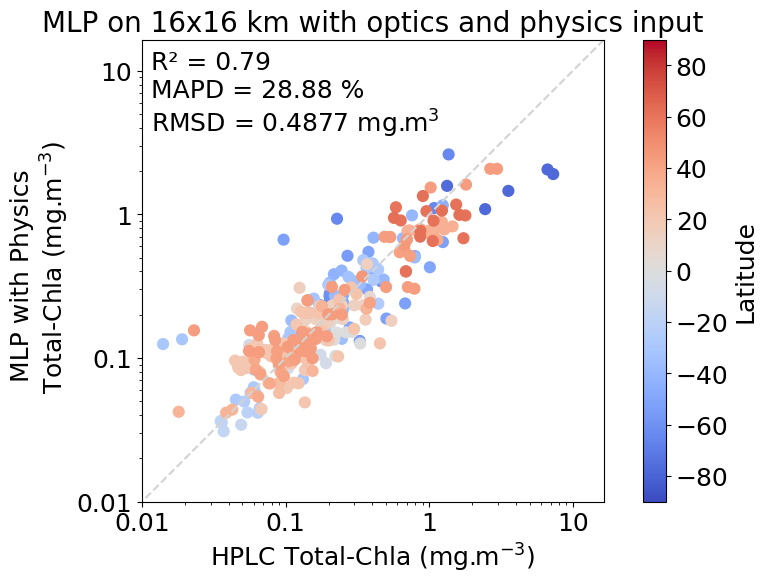 MLP on 16x16 km with optics and physics input
R² = 0.79
MAPD = 28.88 %
RMSD = 0.4877 mg.m³
MLP with Physics
Total-Chla (mg.m⁻³)
10
1
0.1
0.01
0.01 0.1 1 10
HPLC Total-Chla (mg.m⁻³)
80
60
40
20
0
−20
−40
−60
−80
Latitude